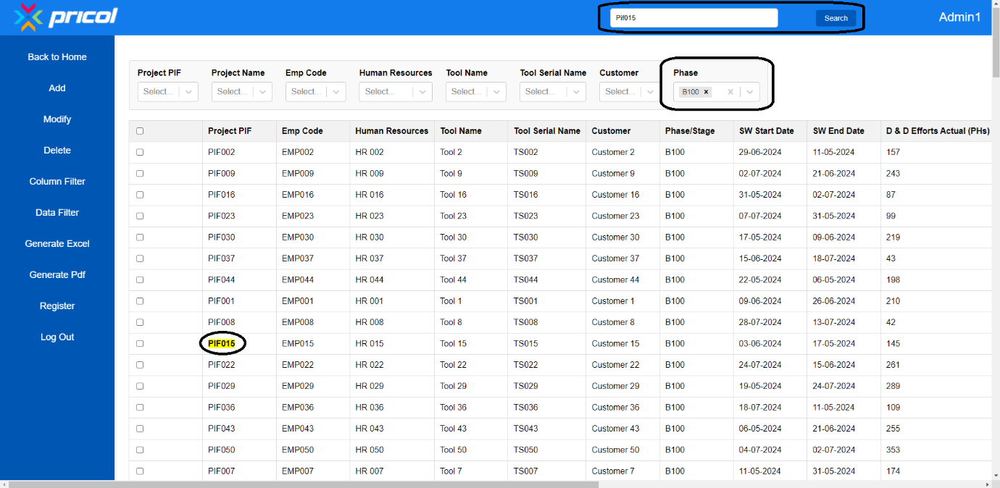 pricol
Pif015 Search Admin1
Back to Home
Add
Modify
Delete
Column Filter
Data Filter
Generate Excel
Generate Pdf
Register
Log Out
Project PIF Project Name Emp Code Human Resources Tool Name Tool Serial Name Customer Phase
Select... Select... Select... Select... Select... Select... Select... B100
Project PIF Emp Code Human Resources Tool Name Tool Serial Name Customer Phase/Stage SW Start Date SW End Date D & D Efforts Actual (PHs)
PIF002 EMP002 HR 002 Tool 2 TS002 Customer 2 B100 29-06-2024 11-05-2024 157
PIF009 EMP009 HR 009 Tool 9 TS009 Customer 9 B100 02-07-2024 21-06-2024 243
PIF016 EMP016 HR 016 Tool 16 TS016 Customer 16 B100 31-05-2024 02-07-2024 87
PIF023 EMP023 HR 023 Tool 23 TS023 Customer 23 B100 07-07-2024 31-05-2024 99
PIF030 EMP030 HR 030 Tool 30 TS030 Customer 30 B100 17-05-2024 09-06-2024 219
PIF037 EMP037 HR 037 Tool 37 TS037 Customer 37 B100 15-06-2024 18-07-2024 43
PIF044 EMP044 HR 044 Tool 44 TS044 Customer 44 B100 22-05-2024 06-05-2024 198
PIF001 EMP001 HR 001 Tool 1 TS001 Customer 1 B100 09-06-2024 26-06-2024 210
PIF008 EMP008 HR 008 Tool 8 TS008 Customer 8 B100 28-07-2024 13-07-2024 42
PIF015 EMP015 HR 015 Tool 15 TS015 Customer 15 B100 03-06-2024 17-05-2024 145
PIF022 EMP022 HR 022 Tool 22 TS022 Customer 22 B100 24-07-2024 15-06-2024 261
PIF029 EMP029 HR 029 Tool 29 TS029 Customer 29 B100 19-05-2024 24-07-2024 289
PIF036 EMP036 HR 036 Tool 36 TS036 Customer 36 B100 18-07-2024 11-05-2024 109
PIF043 EMP043 HR 043 Tool 43 TS043 Customer 43 B100 06-05-2024 21-06-2024 255
PIF050 EMP050 HR 050 Tool 50 TS050 Customer 50 B100 04-07-2024 02-07-2024 353
PIF007 EMP007 HR 007 Tool 7 TS007 Customer 7 B100 11-05-2024 31-05-2024 174